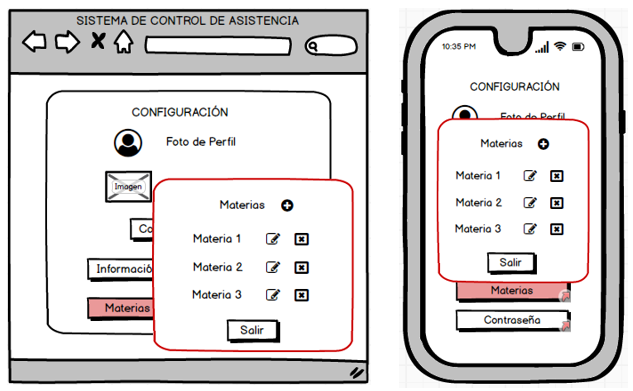 SISTEMA DE CONTROL DE ASISTENCIA
CONFIGURACIÓN
Foto de Perfil
Imagen
Co
Informació
Materias
Materias
Materia 1
Materia 2
Materia 3
Salir
10:35 PM
CONFIGURACIÓN
Foto de Perfil
Materias
Materia 1
Materia 2
Materia 3
Salir
Materias
Contraseña